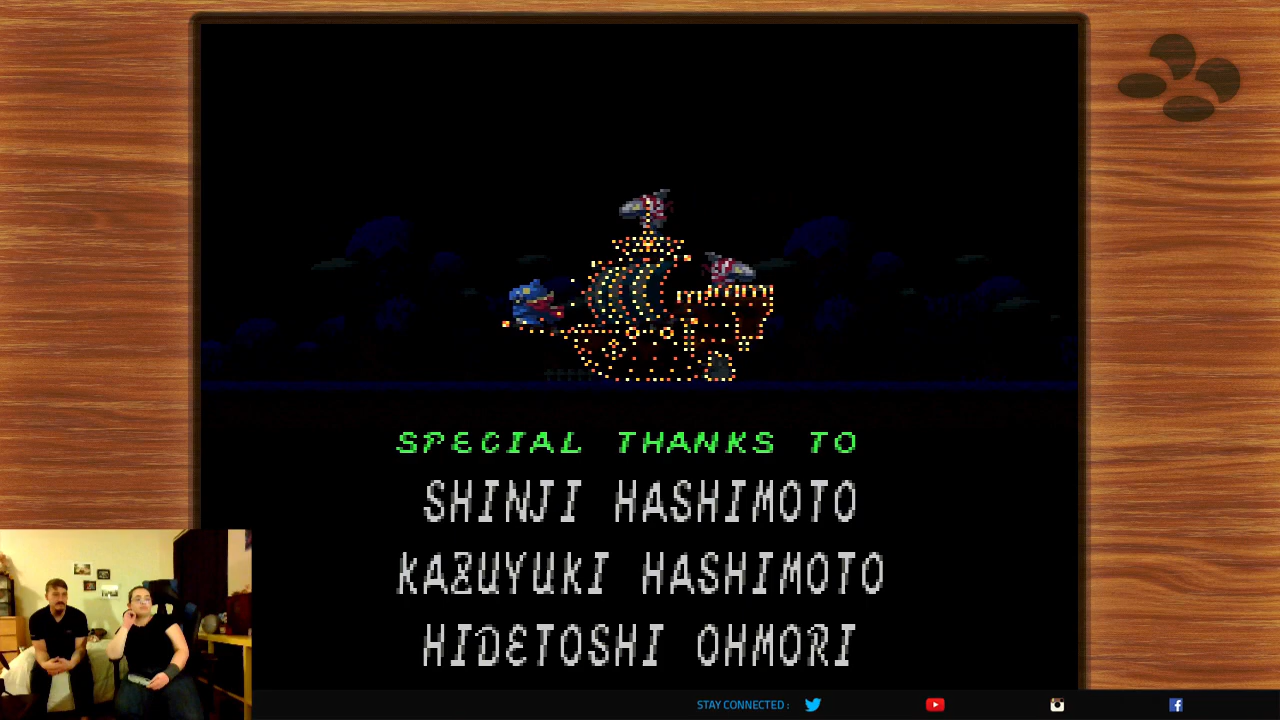 SPECIAL THANKS TO
SHINJI HASHIMOTO
KAZUYUKI HASHIMOTO
HIDETOSHI OHMORI
STAY CONNECTED :